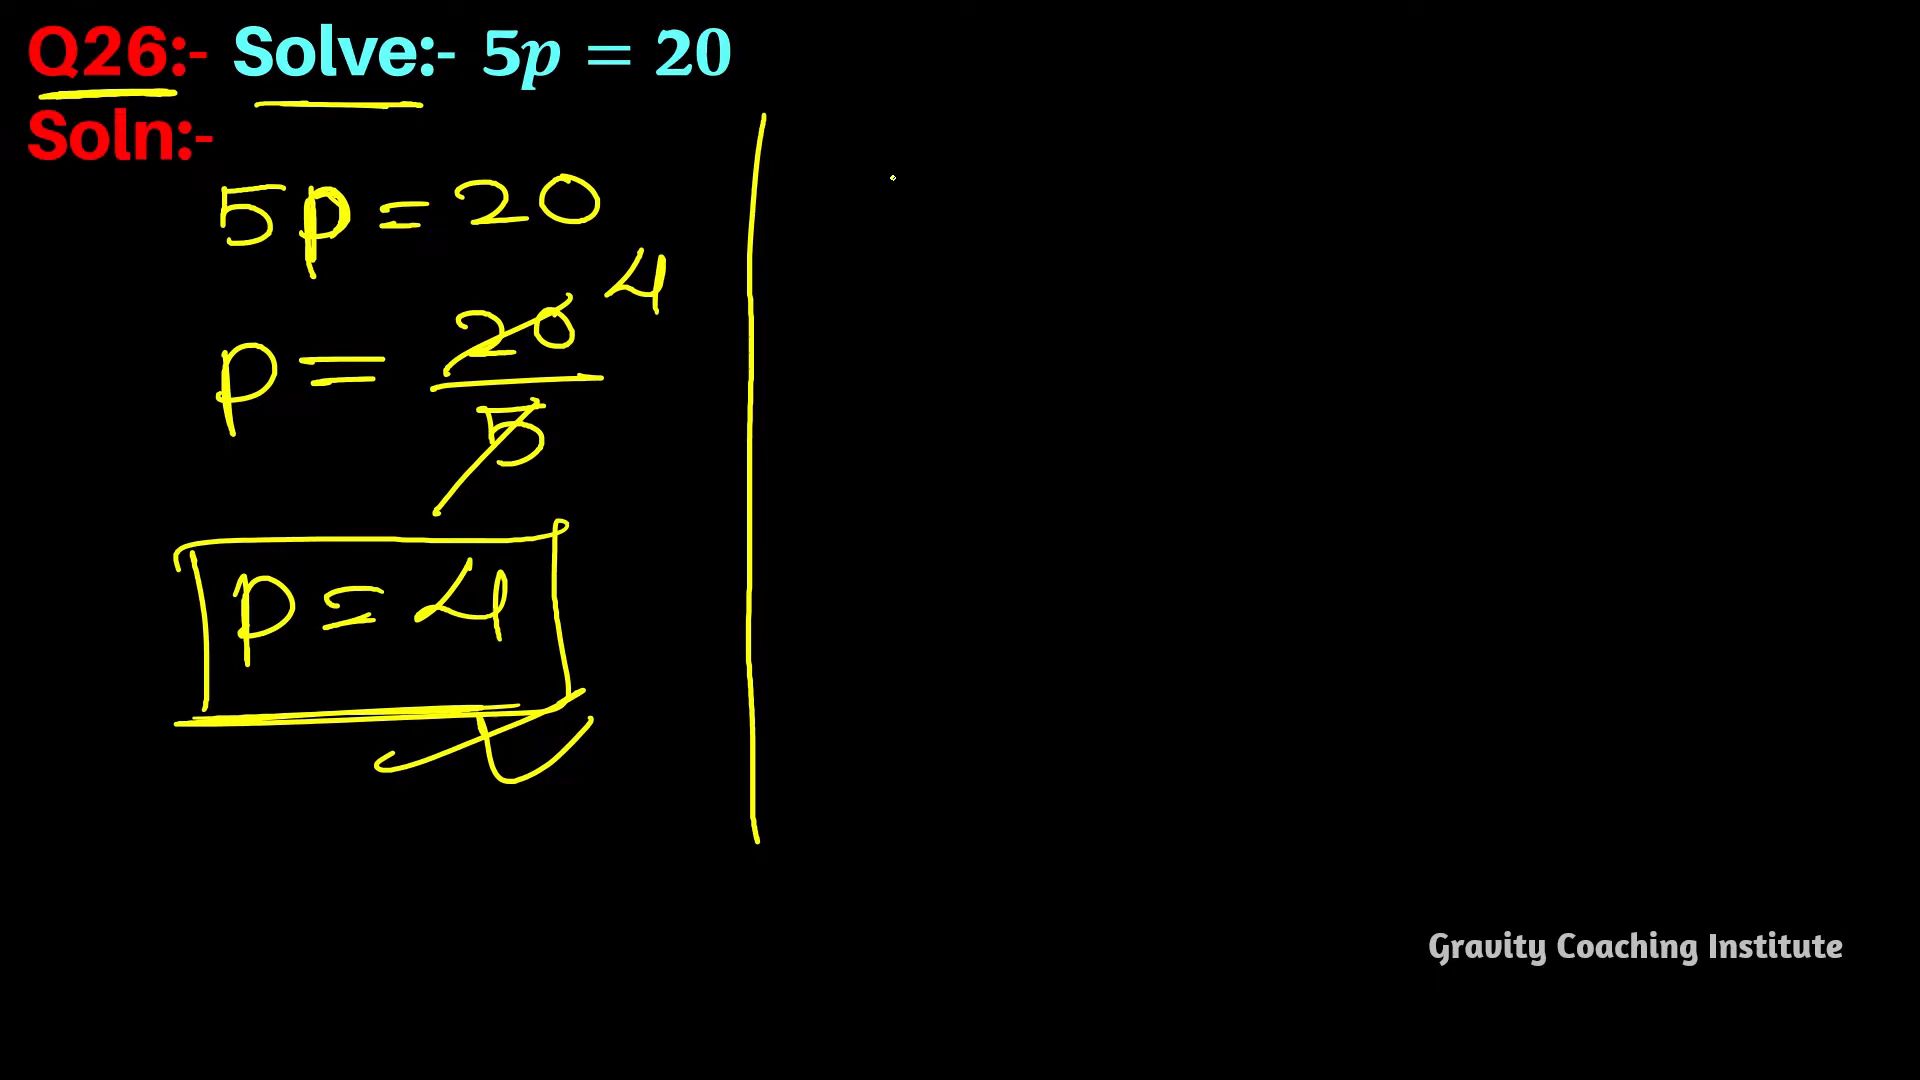 Q26:- Solve:- 5p = 20
Soln:-
5p = 20
p = 20/5 4
p = 4
Gravity Coaching Institute